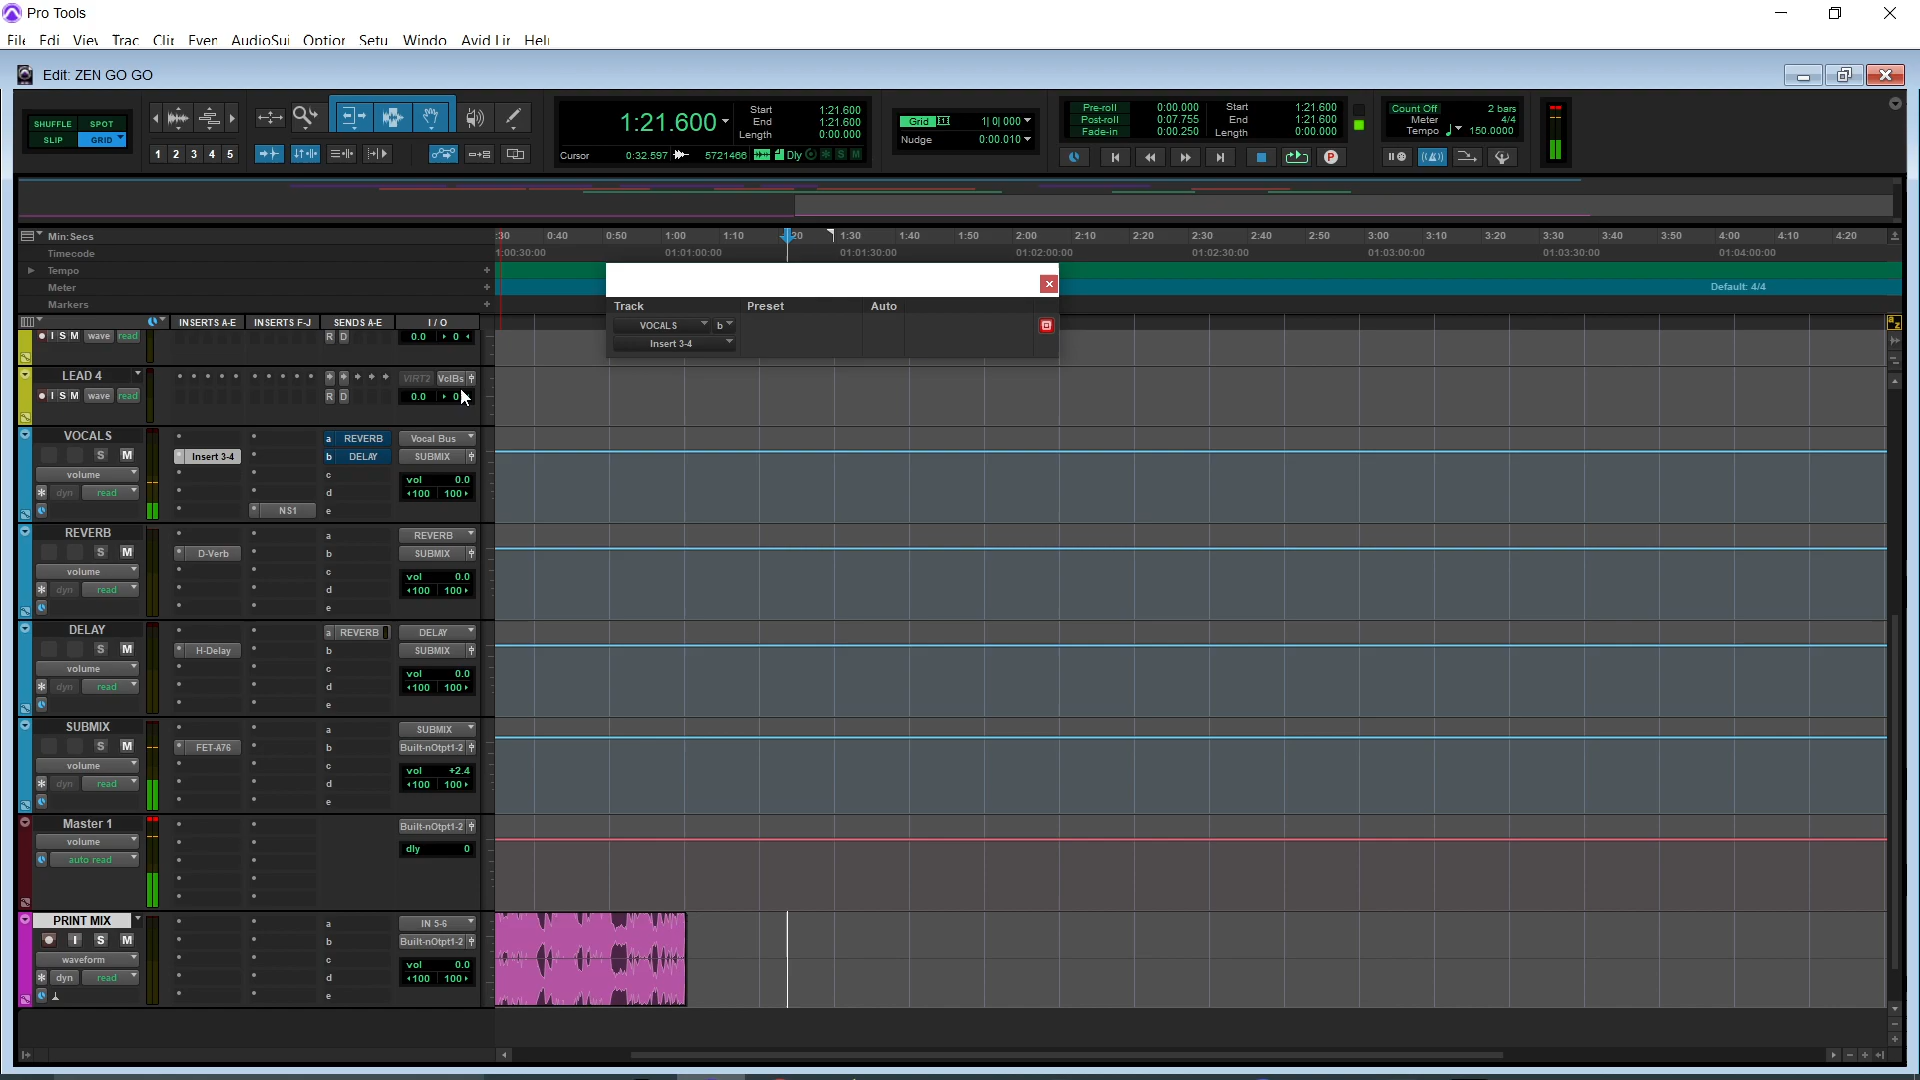 Pro Tools
File Edi View Trac Clip Even AudioSui Option Setu Windo Avid Lin Help
Edit: ZEN GO GO
SHUFFLE SPOT
SLIP GRID
1 2 3 4 5
1:21.600
Start 1:21.600
End 1:21.600
Length 0:00.000
Cursor 0:32.597 5721466 Dly S M
Grid 1| 0| 000
Nudge 0:00.010
Pre-roll 0:00.000 Start 1:21.600
Post-roll 0:07.755 End 1:21.600
Fade-in 0:00.250 Length 0:00.000
P
Count Off 2 bars
Meter 4/4
Tempo 150.0000
Min:Secs :30 0:40 0:50 1:00 1:10 :20 1:30 1:40 1:50 2:00 2:10 2:20 2:30 2:40 2:50 3:00 3:10 3:20 3:30 3:40 3:50 4:00 4:10 4:20
Timecode 1:00:30:00 01:01:00:00 01:01:30:00 01:02:00:00 01:02:30:00 01:03:00:00 01:03:30:00 01:04:00:00
Tempo +
Meter + Default: 4/4
Markers +
INSERTS A-E INSERTS F-J SENDS A-E I / O
Track Preset Auto
VOCALS b
Insert 3-4
a z
I S M wave read R D 0.0 0
LEAD 4 VIRT2 VclBs
I S M wave read R D 0.0 0
VOCALS a REVERB Vocal Bus
S M Insert 3-4 b DELAY SUBMIX
volume c vol 0.0
dyn read d 100 100
NS1 e
REVERB a REVERB
S M D-Verb b SUBMIX
volume c vol 0.0
dyn read d 100 100
e
DELAY a REVERB DELAY
S M H-Delay b SUBMIX
volume c vol 0.0
dyn read d 100 100
e
SUBMIX a SUBMIX
S M FET-A76 b Built-nOtpt1-2
volume c vol +2.4
dyn read d 100 100
e
Master 1 Built-nOtpt1-2
volume dly 0
auto read
PRINT MIX a IN 5-6
I S M b Built-nOtpt1-2
waveform c vol 0.0
dyn read d 100 100
e